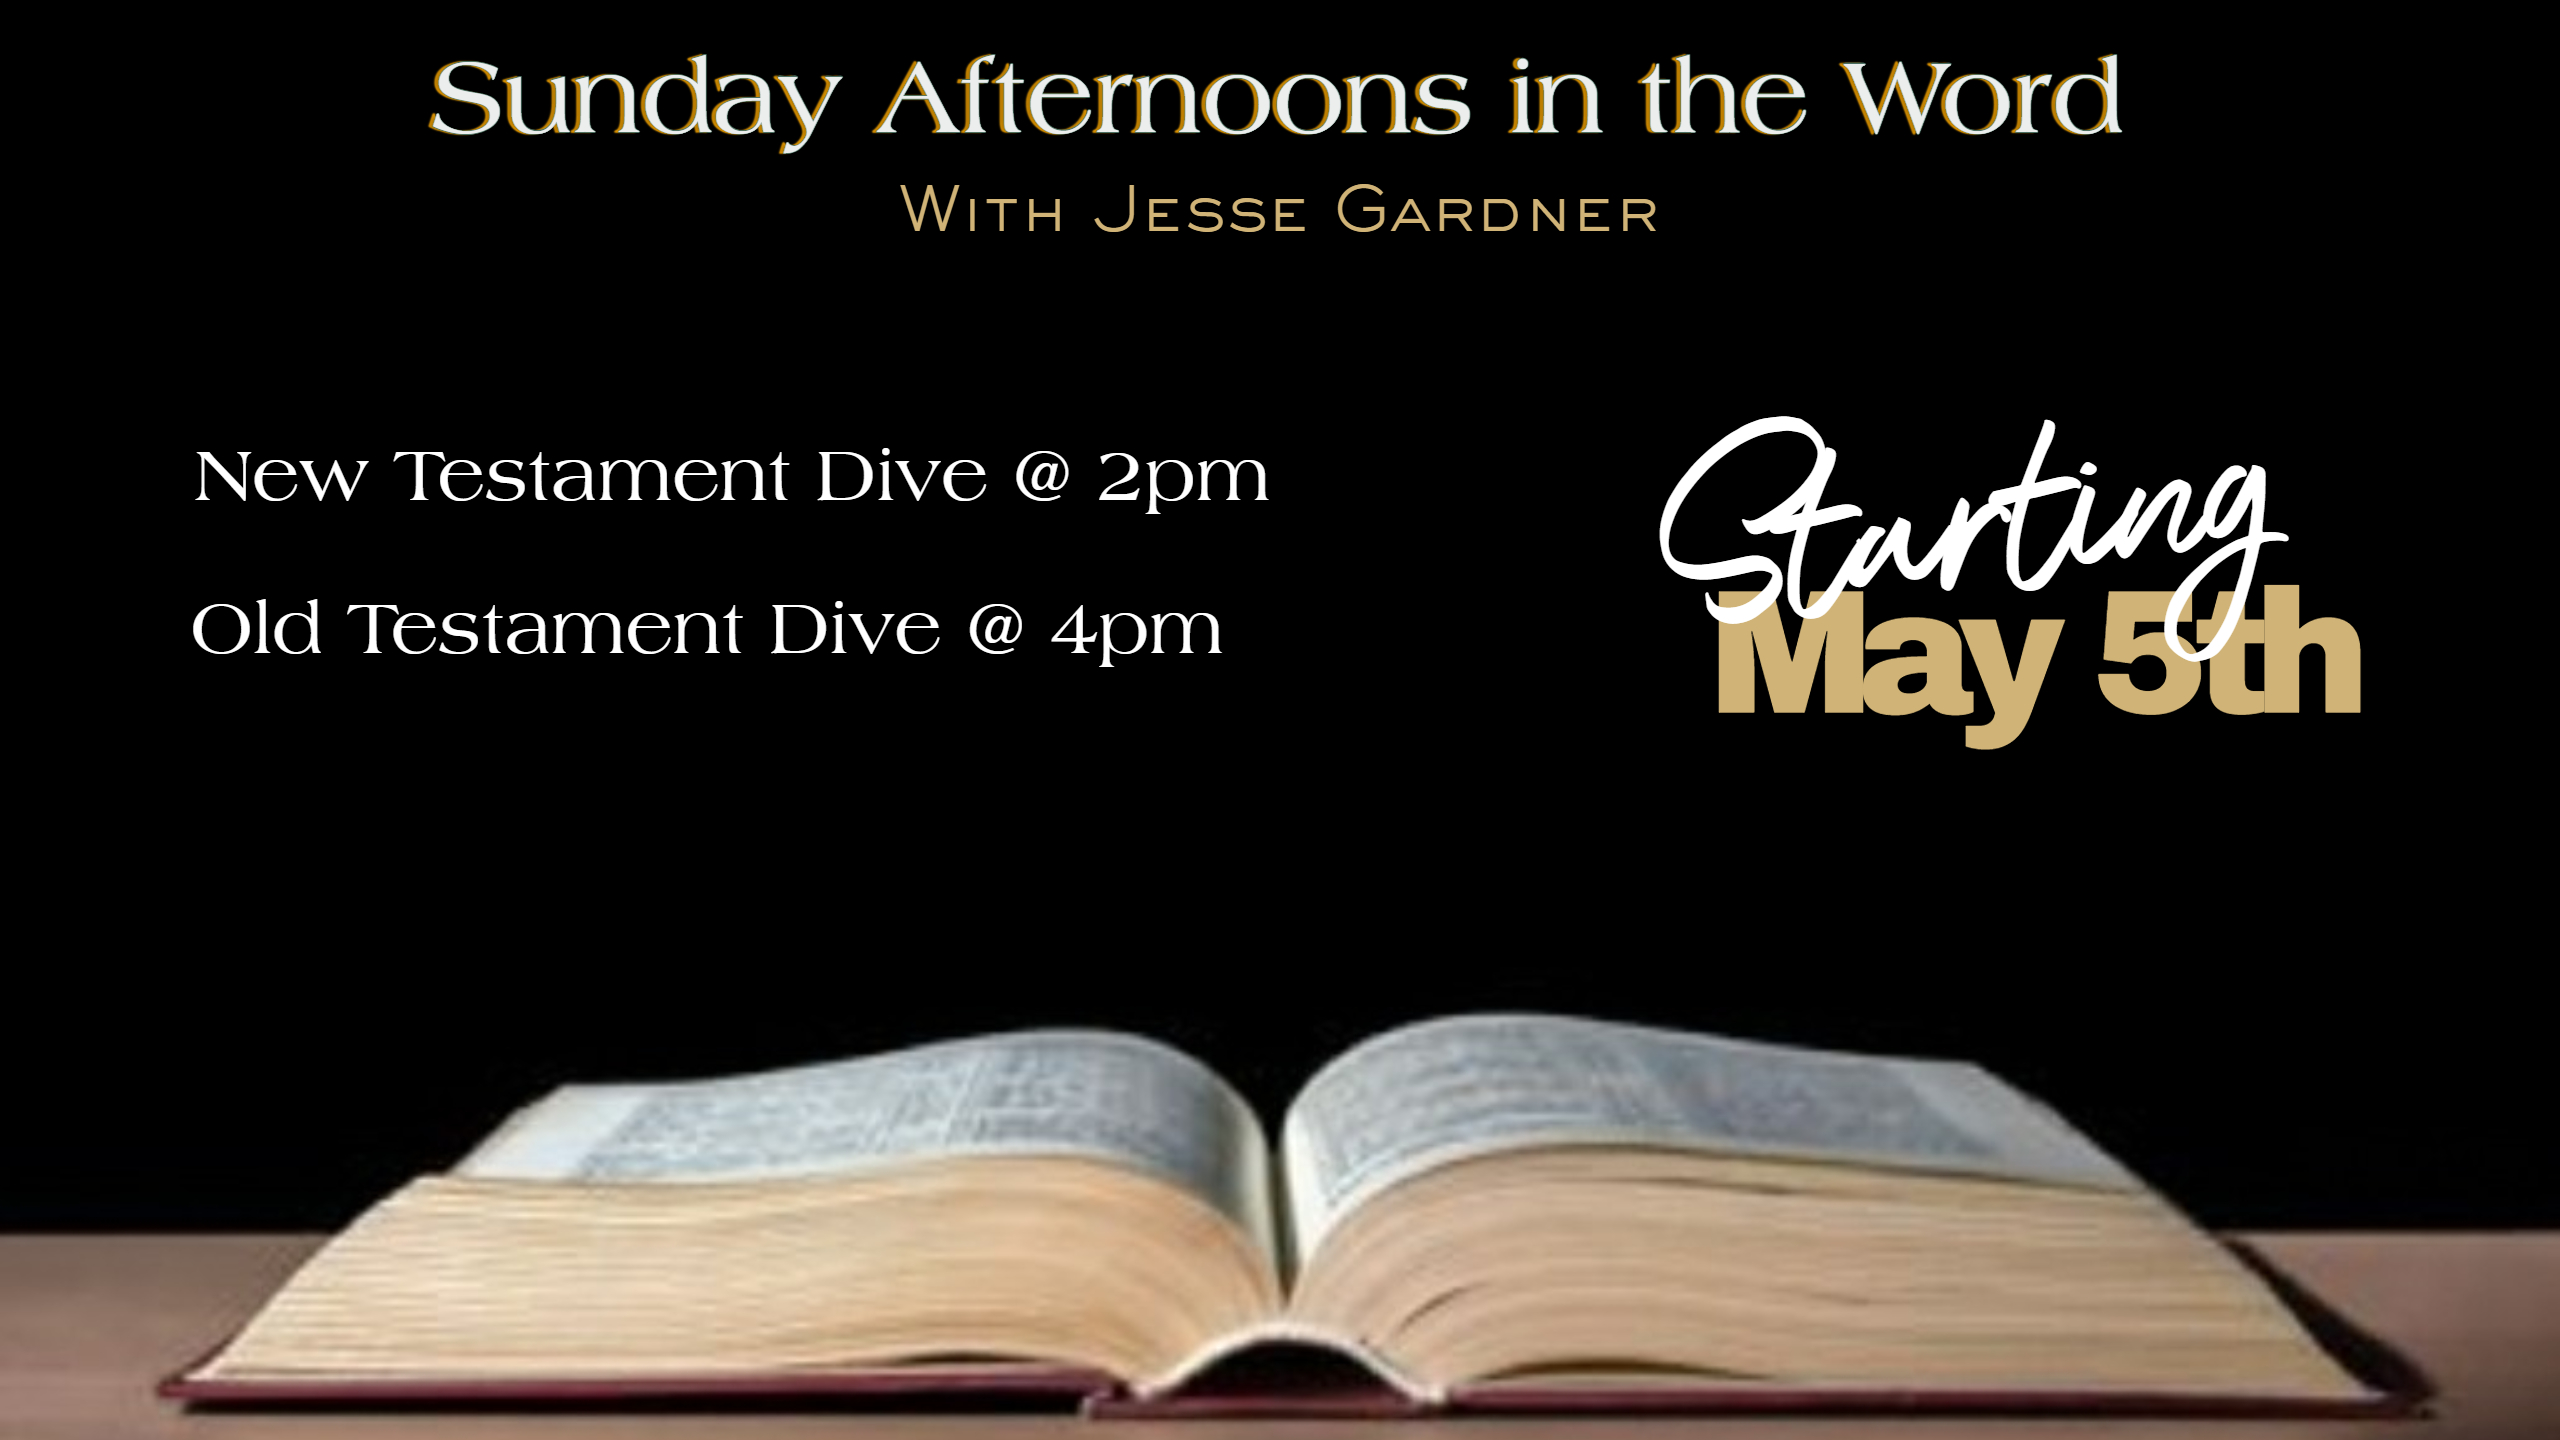 Sunday Afternoons in the Word
With Jesse Gardner
New Testament Dive @ 2pm
Old Testament Dive @ 4pm
Starting
May 5th